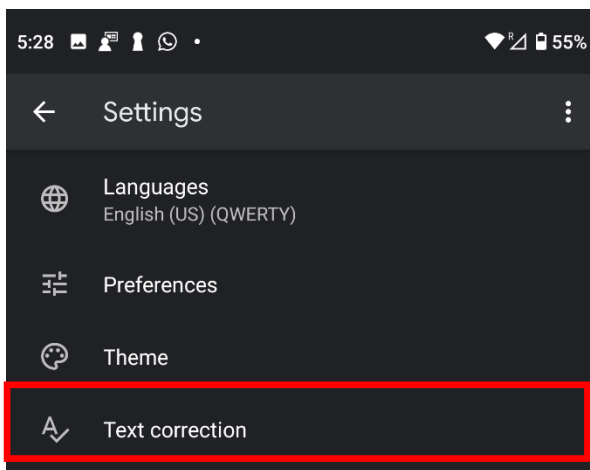 5:28 R 55%
Settings
Languages
English (US) (QWERTY)
Preferences
Theme
Text correction